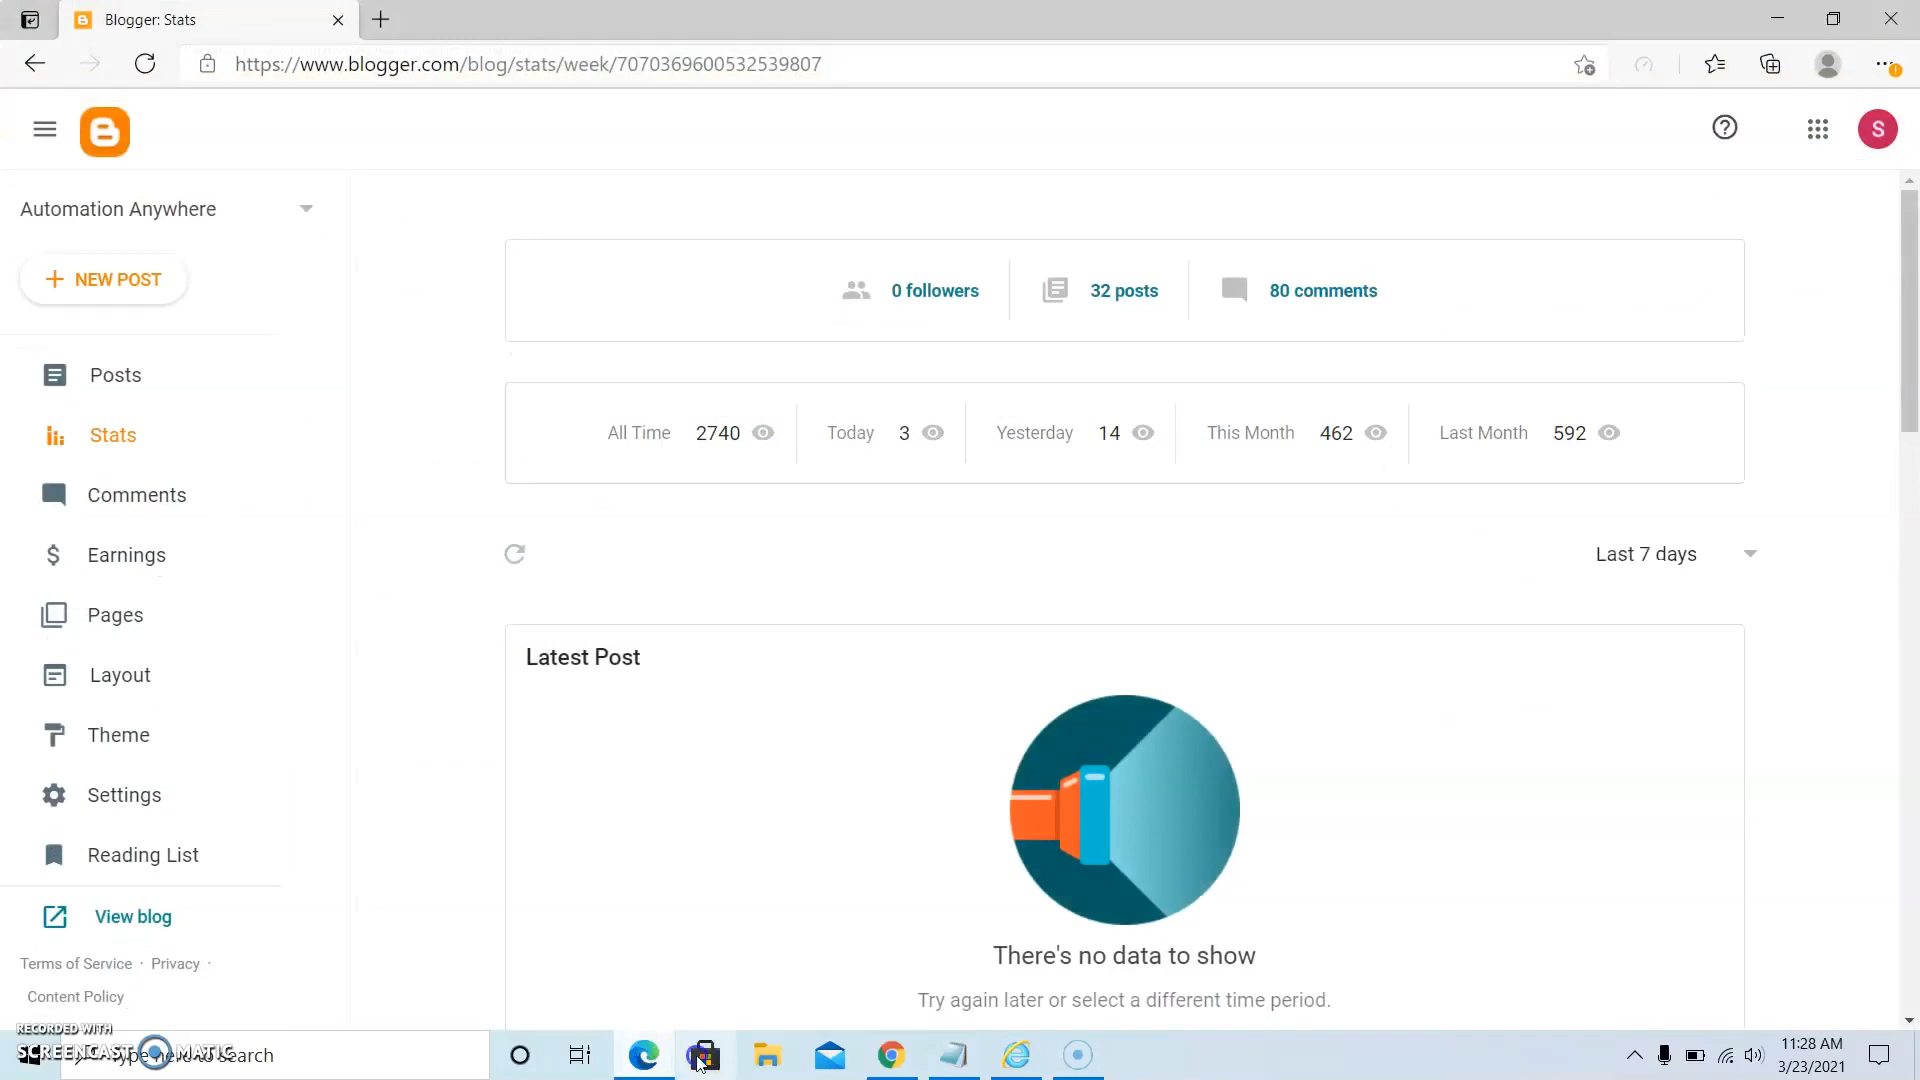 Blogger: Stats
https://www.blogger.com/blog/stats/week/7070369600532539807
S
Automation Anywhere
NEW POST
0 followers
32 posts
80 comments
Posts
Stats
All Time 2740
Today 3
Yesterday 14
This Month 462
Last Month 592
Comments
Earnings
Last 7 days
Pages
Layout
Latest Post
Theme
Settings
Reading List
View blog
There's no data to show
Terms of Service · Privacy ·
Try again later or select a different time period.
Content Policy
RECORDED WITH
SCREENCAST MATIC
Type here to search
11:28 AM
3/23/2021